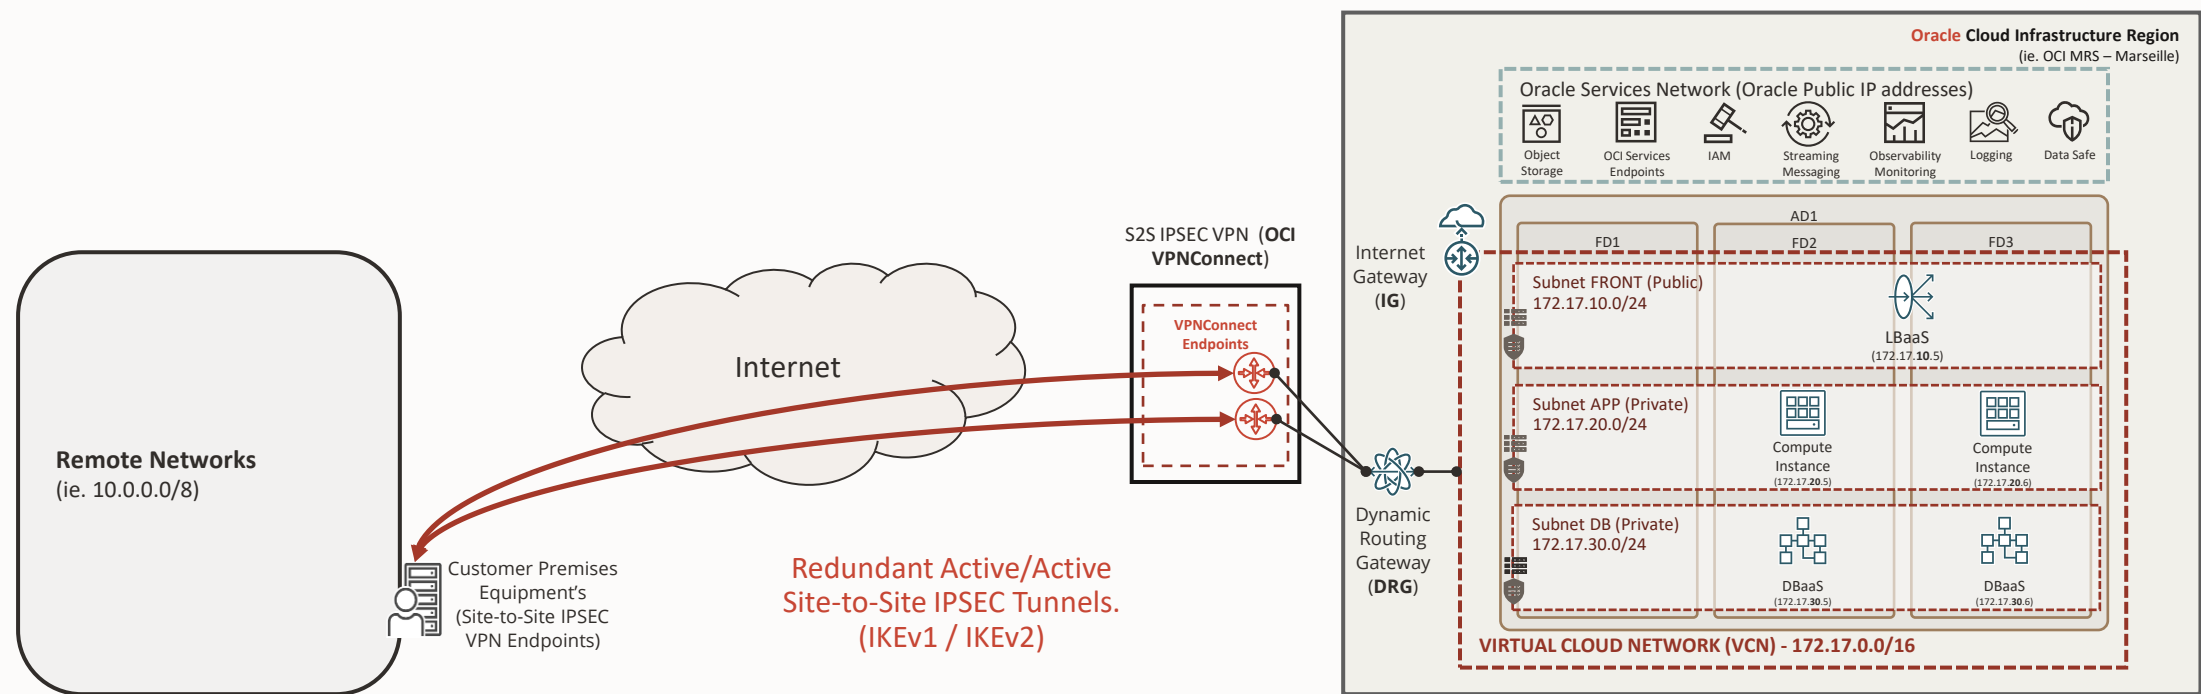 Oracle Cloud Infrastructure Region
(ie. OCI MRS – Marseille)
Oracle Services Network (Oracle Public IP addresses)
Object
Storage
OCI Services
Endpoints
IAM
Streaming
Messaging
Observability
Monitoring
Logging
Data Safe
AD1
FD1
FD2
FD3
Internet
Gateway
(IG)
Subnet FRONT (Public)
172.17.10.0/24
LBaaS
(172.17.10.5)
Subnet APP (Private)
172.17.20.0/24
Compute
Instance
(172.17.20.5)
Compute
Instance
(172.17.20.6)
Subnet DB (Private)
172.17.30.0/24
DBaaS
(172.17.30.5)
DBaaS
(172.17.30.6)
VIRTUAL CLOUD NETWORK (VCN) - 172.17.0.0/16
Dynamic
Routing
Gateway
(DRG)
S2S IPSEC VPN (OCI
VPNConnect)
VPNConnect
Endpoints
Internet
Remote Networks
(ie. 10.0.0.0/8)
Customer Premises
Equipment’s
(Site-to-Site IPSEC
VPN Endpoints)
Redundant Active/Active
Site-to-Site IPSEC Tunnels.
(IKEv1 / IKEv2)